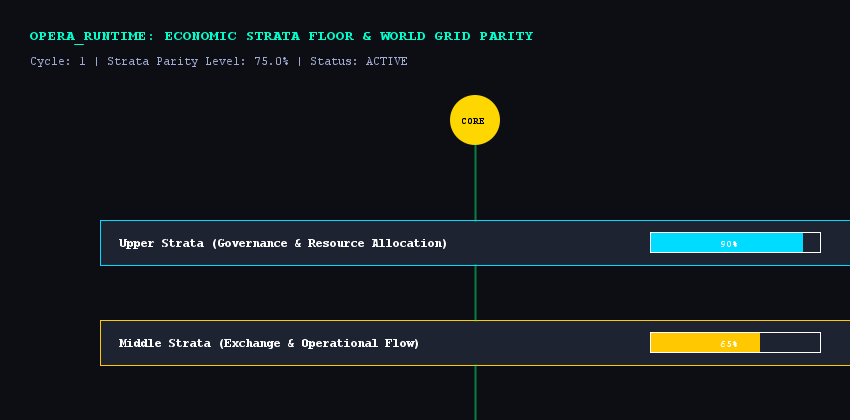 OPERA_RUNTIME: ECONOMIC STRATA FLOOR & WORLD GRID PARITY
Cycle: 1 | Strata Parity Level: 75.0% | Status: ACTIVE
CORE
Upper Strata (Governance & Resource Allocation)
90%
Middle Strata (Exchange & Operational Flow)
65%